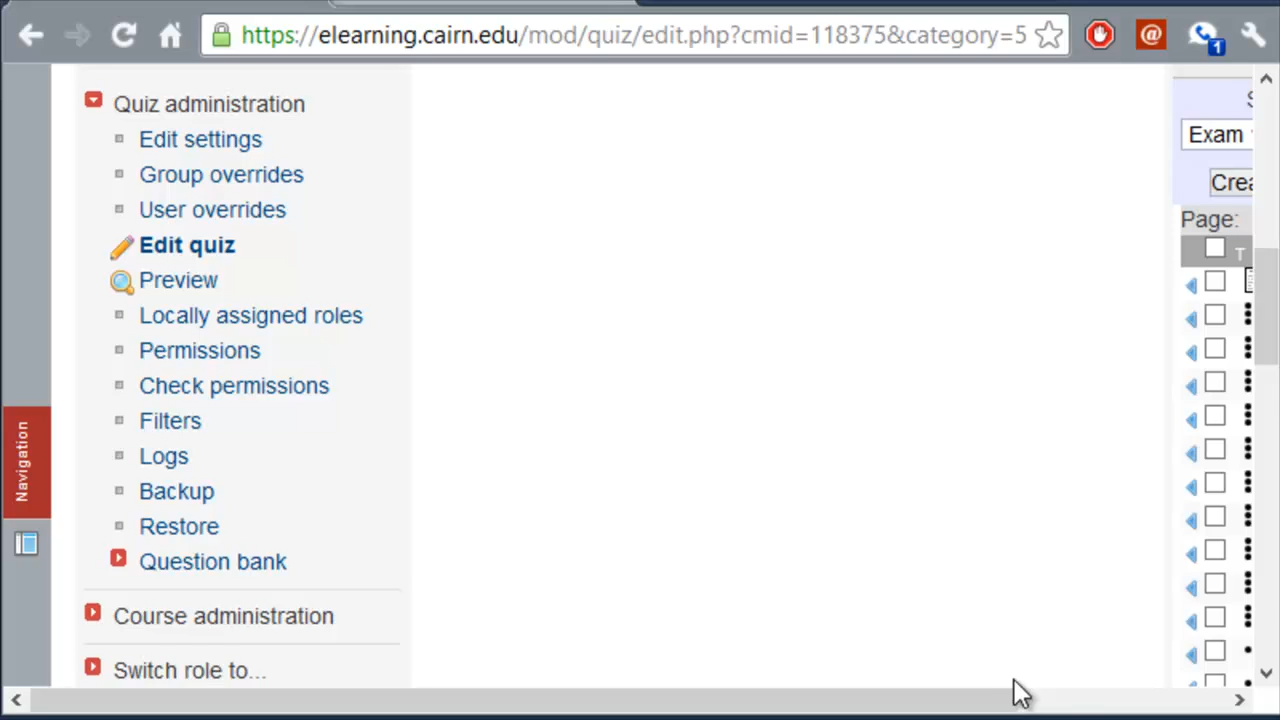 https://elearning.cairn.edu/mod/quiz/edit.php?cmid=118375&category=5
1
Quiz administration
Edit settings
Group overrides
User overrides
Edit quiz
Preview
Locally assigned roles
Permissions
Check permissions
Filters
Logs
Backup
Restore
Question bank
Course administration
Switch role to...
Navigation
S
Exam
Crea
Page:
T